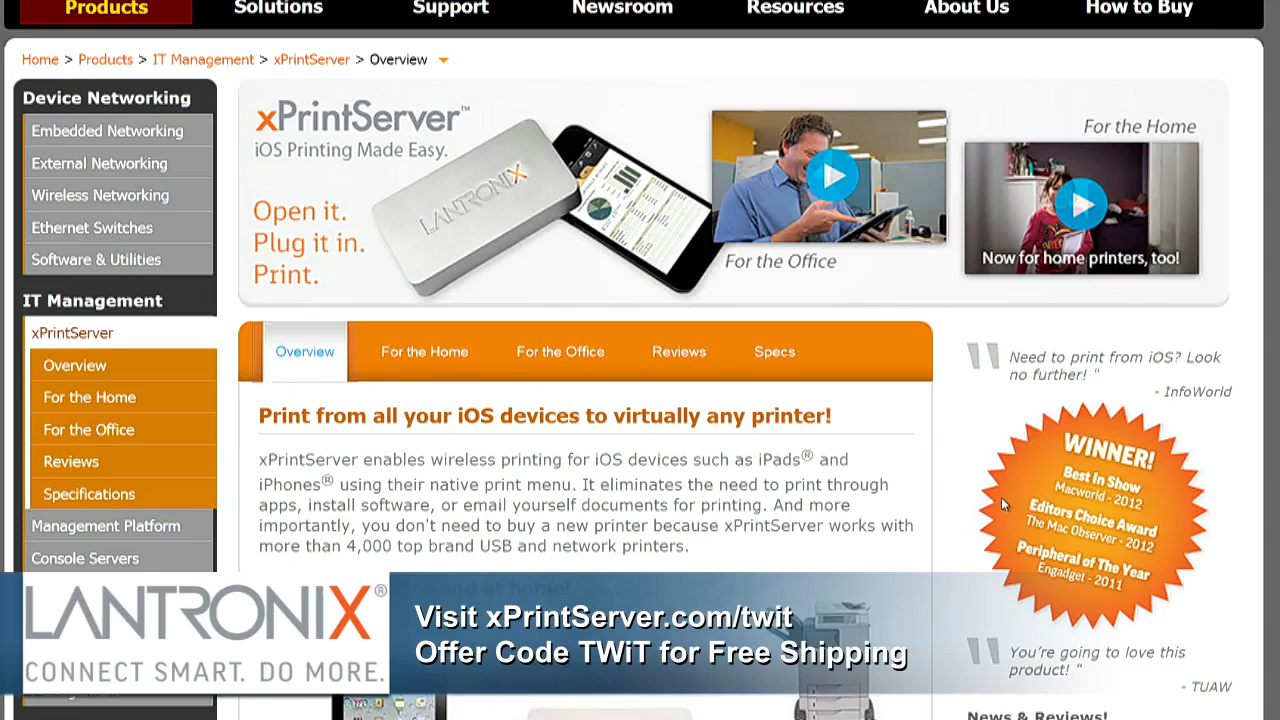 Products
Solutions
Support
Newsroom
Resources
About Us
How to Buy
Home > Products > IT Management > xPrintServer > Overview
Device Networking
Embedded Networking
External Networking
Wireless Networking
Ethernet Switches
Software & Utilities
IT Management
xPrintServer
Overview
For the Home
For the Office
Reviews
Specifications
Management Platform
Console Servers
xPrintServer™
iOS Printing Made Easy.
Open it.
Plug it in.
Print.
LANTRONIX
For the Office
For the Home
Now for home printers, too!
Overview
For the Home
For the Office
Reviews
Specs
Print from all your iOS devices to virtually any printer!
xPrintServer enables wireless printing for iOS devices such as iPads® and
iPhones® using their native print menu. It eliminates the need to print through
apps, install software, or email yourself documents for printing. And more
importantly, you don't need to buy a new printer because xPrintServer works with
more than 4,000 top brand USB and network printers.
and at home!
" Need to print from iOS? Look
no further! "
- InfoWorld
WINNER!
Best In Show
Macworld - 2012
Editors Choice Award
The Mac Observer - 2012
Peripheral of The Year
Engadget - 2011
" You're going to love this
product! "
- TUAW
News & Reviews!
LANTRONIX®
CONNECT SMART. DO MORE.
Visit xPrintServer.com/twit
Offer Code TWiT for Free Shipping